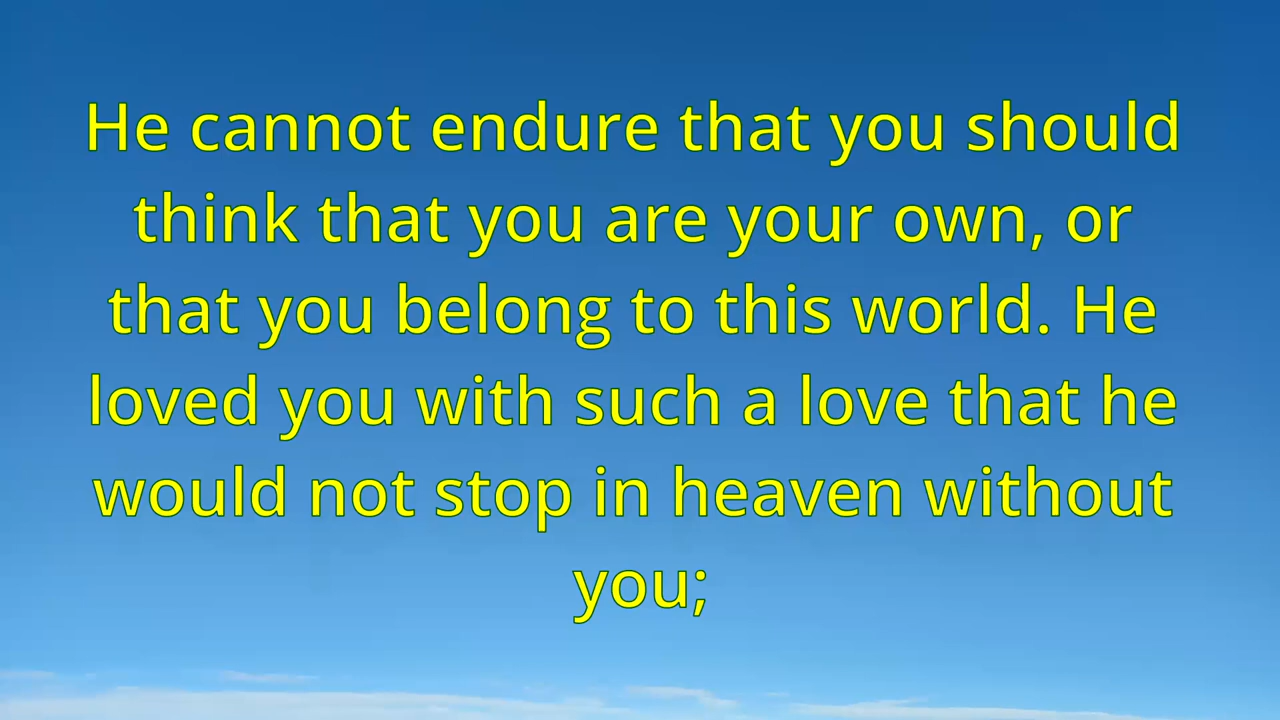 He cannot endure that you should
think that you are your own, or
that you belong to this world. He
loved you with such a love that he
would not stop in heaven without
you;